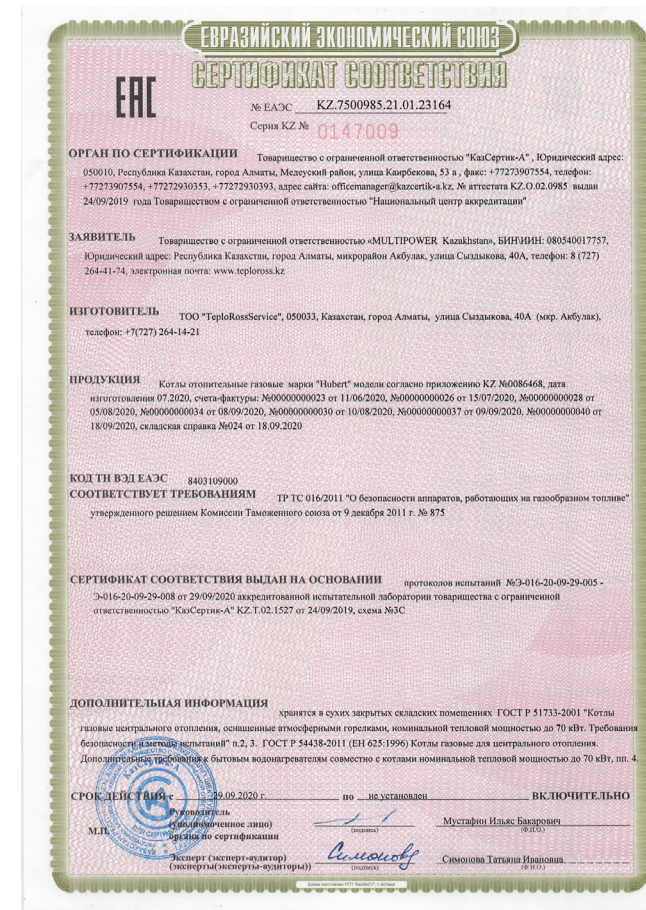 ЕВРАЗИЙСКИЙ ЭКОНОМИЧЕСКИЙ СОЮЗ
СЕРТИФИКАТ СООТВЕТСТВИЯ
EAC
№ ЕАЭС KZ.7500985.21.01.23164
Серия KZ № 0147009
ОРГАН ПО СЕРТИФИКАЦИИ Товарищество с ограниченной ответственностью "КазСертик-А" , Юридический адрес:
050010, Республика Казахстан, город Алматы, Медеуский район, улица Каирбекова, 53 а , факс: +77273907554, телефон:
+77273907554, +77272930353, +77272930393, адрес сайта: officemanager@kazcertik-a.kz, № аттестата KZ.O.02.0985 выдан
24/09/2019 года Товариществом с ограниченной ответственностью "Национальный центр аккредитации"
ЗАЯВИТЕЛЬ Товарищество с ограниченной ответственностью «MULTIPOWER Kazakhstan», БИН\ИИН: 080540017757,
Юридический адрес: Республика Казахстан, город Алматы, микрорайон Акбулак, улица Сыздыкова, 40А, телефон: 8 (727)
264-41-74, электронная почта: www.teploross.kz
ИЗГОТОВИТЕЛЬ ТОО "TeploRossService", 050033, Казахстан, город Алматы, улица Сыздыкова, 40А (мкр. Акбулак),
телефон: +7(727) 264-14-21
ПРОДУКЦИЯ Котлы отопительные газовые марки "Hubert" модели согласно приложению KZ №0086468, дата
изготовления 07.2020, счета-фактуры: №00000000023 от 11/06/2020, №00000000026 от 15/07/2020, №00000000028 от
05/08/2020, №00000000034 от 08/09/2020, №00000000030 от 10/08/2020, №00000000037 от 09/09/2020, №00000000040 от
18/09/2020, складская справка №024 от 18.09.2020
КОД ТН ВЭД ЕАЭС 8403109000
СООТВЕТСТВУЕТ ТРЕБОВАНИЯМ ТР ТС 016/2011 "О безопасности аппаратов, работающих на газообразном топливе"
утвержденного решением Комиссии Таможенного союза от 9 декабря 2011 г. № 875
СЕРТИФИКАТ СООТВЕТСТВИЯ ВЫДАН НА ОСНОВАНИИ протоколов испытаний №Э-016-20-09-29-005 -
Э-016-20-09-29-008 от 29/09/2020 аккредитованной испытательной лаборатории товарищества с ограниченной
ответственностью "КазСертик-А" KZ.T.02.1527 от 24/09/2019, схема №3С
ДОПОЛНИТЕЛЬНАЯ ИНФОРМАЦИЯ хранятся в сухих закрытых складских помещениях ГОСТ Р 51733-2001 "Котлы
газовые центрального отопления, оснащенные атмосферными горелками, номинальной тепловой мощностью до 70 кВт. Требования
безопасности и методы испытаний" п.2, 3. ГОСТ Р 54438-2011 (ЕН 625:1996) Котлы газовые для центрального отопления.
Дополнительные требования к бытовым водонагревателям совместно с котлами номинальной тепловой мощностью до 70 кВт, пп. 4.
СРОК ДЕЙСТВИЯ с 29.09.2020 г. по не установлен ВКЛЮЧИТЕЛЬНО
Руководитель
(уполномоченное лицо)
органа по сертификации
М.П.
(подпись)
Мустафин Ильяс Бакарович
(Ф.И.О.)
Эксперт (эксперт-аудитор)
(эксперты(эксперты-аудиторы))
(подпись)
Симонова Татьяна Ивановна
(Ф.И.О.)